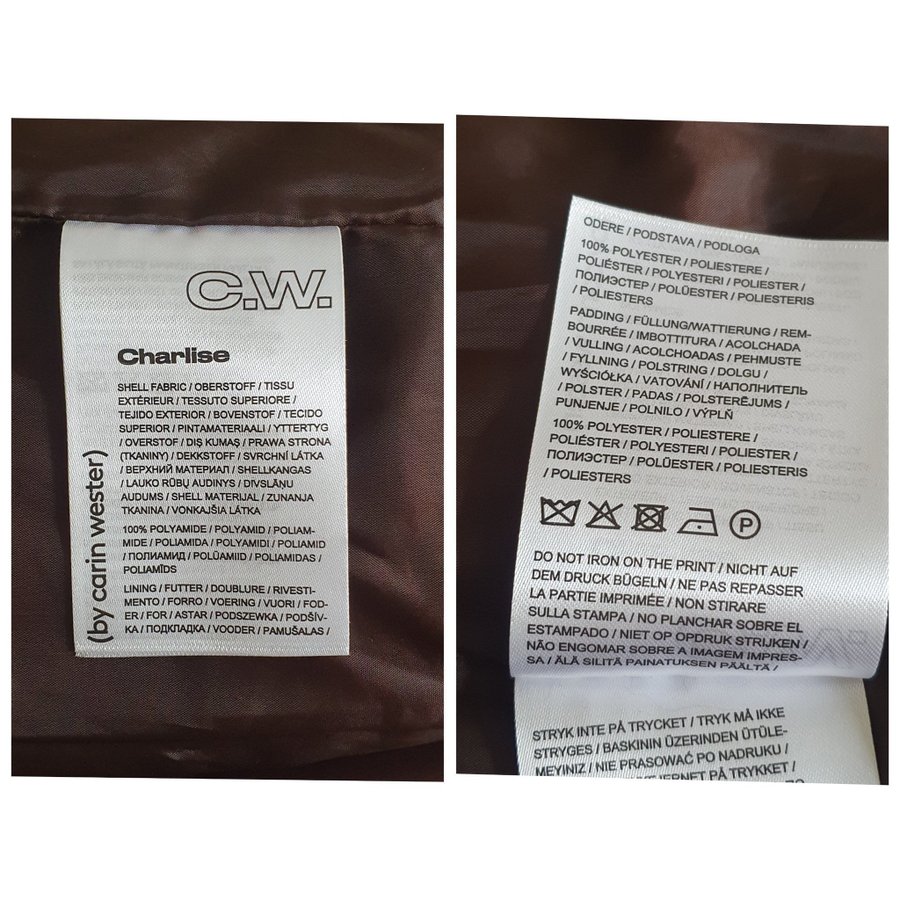 C.W.
Charlise
(by carin wester)
SHELL FABRIC / OBERSTOFF / TISSU
EXTÉRIEUR / TESSUTO SUPERIORE /
TEJIDO EXTERIOR / BOVENSTOF / TECIDO
SUPERIOR / PINTAMATERIAALI / YTTERTYG
/ OVERSTOF / DIŞ KUMAŞ / PRAWA STRONA
(TKANINY) / DEKKSTOFF / SVRCHNÍ LÁTKA
/ ВЕРХНИЙ МАТЕРИАЛ / SHELLKANGAS
/ LAUKO RŪBŲ AUDINYS / DIVSLĀŅU
AUDUMS / SHELL MATERIJAL / ZUNANJA
TKANINA / VONKAJŠIA LÁTKA
100% POLYAMIDE / POLYAMID / POLIAM-
MIDE / POLIAMIDA / POLYAMIDI / POLIAMID
/ ПОЛИАМИД / POLÜAMIID / POLIAMIDAS /
POLIAMĪDS
LINING / FUTTER / DOUBLURE / RIVESTI-
MENTO / FORRO / VOERING / VUORI / FOD-
ER / FOR / ASTAR / PODSZEWKA / PODŠÍV-
KA / ПОДКЛАДКА / VOODER / PAMUŠALAS /
ODERE / PODSTAVA / PODLOGA
100% POLYESTER / POLIESTERE /
POLIÉSTER / POLYESTERI / POLIESTER /
ПОЛИЭСТЕР / POLÜESTER / POLIESTERIS
/ POLIESTERS
PADDING / FÜLLUNG/WATTIERUNG / REM-
BOURRÉE / IMBOTTITURA / ACOLCHADA
/ VULLING / ACOLCHOADAS / PEHMUSTE
/ FYLLNING / POLSTRING / DOLGU /
WYŚCIÓŁKA / VATOVÁNÍ / НАПОЛНИТЕЛЬ
/ POLSTER / PADAS / POLSTERĒJUMS /
PUNJENJE / POLNILO / VÝPLŇ
100% POLYESTER / POLIESTERE /
POLIÉSTER / POLYESTERI / POLIESTER /
ПОЛИЭСТЕР / POLÜESTER / POLIESTERIS
/ POLIESTERS
P
DO NOT IRON ON THE PRINT / NICHT AUF
DEM DRUCK BÜGELN / NE PAS REPASSER
LA PARTIE IMPRIMÉE / NON STIRARE
SULLA STAMPA / NO PLANCHAR SOBRE EL
ESTAMPADO / NIET OP OPDRUK STRIJKEN /
NÃO ENGOMAR SOBRE A IMAGEM IMPRES-
SA / ÄLÄ SILITÄ PAINATUKSEN PÄÄLTÄ /
STRYK INTE PÅ TRYCKET / TRYK MÅ IKKE
STRYGES / BASKININ ÜZERINDEN ÜTÜLE-
MEYINIZ / NIE PRASOWAĆ PO NADRUKU /
PÅ TRYKKET /